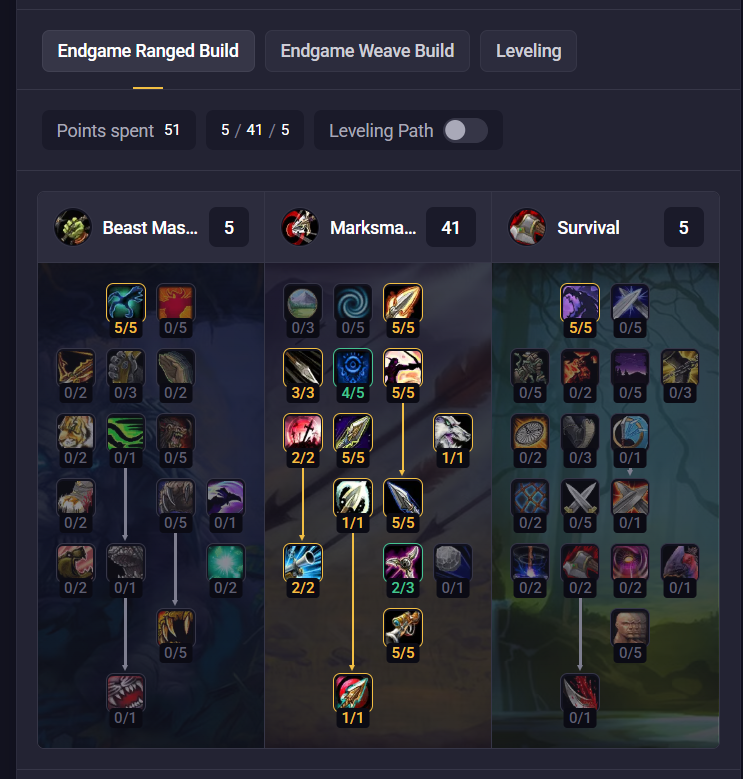 Endgame Ranged Build Endgame Weave Build Leveling
Points spent 51 5 / 41 / 5 Leveling Path
Beast Mas... 5 Marksma... 41 Survival 5
5/5 0/5 0/3 0/5 5/5 5/5 0/5
0/2 0/3 0/2 3/3 4/5 5/5 0/5 0/2 0/5 0/3
0/2 0/1 0/5 2/2 5/5 1/1 0/2 0/3 0/1
0/2 0/5 0/1 1/1 5/5 0/2 0/5 0/1
0/2 0/1 0/2 2/2 2/3 0/1 0/2 0/2 0/2 0/1
0/5 5/5 0/5
0/1 1/1 0/1